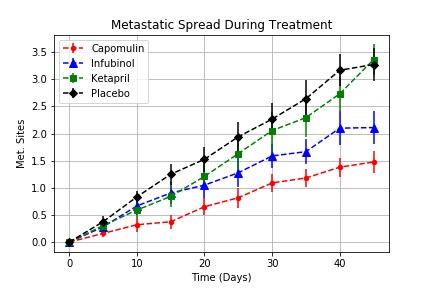 Metastatic Spread During Treatment
Met. Sites
3.5
3.0
2.5
2.0
1.5
1.0
0.5
0.0
Capomulin
Infubinol
Ketapril
Placebo
0 10 20 30 40
Time (Days)